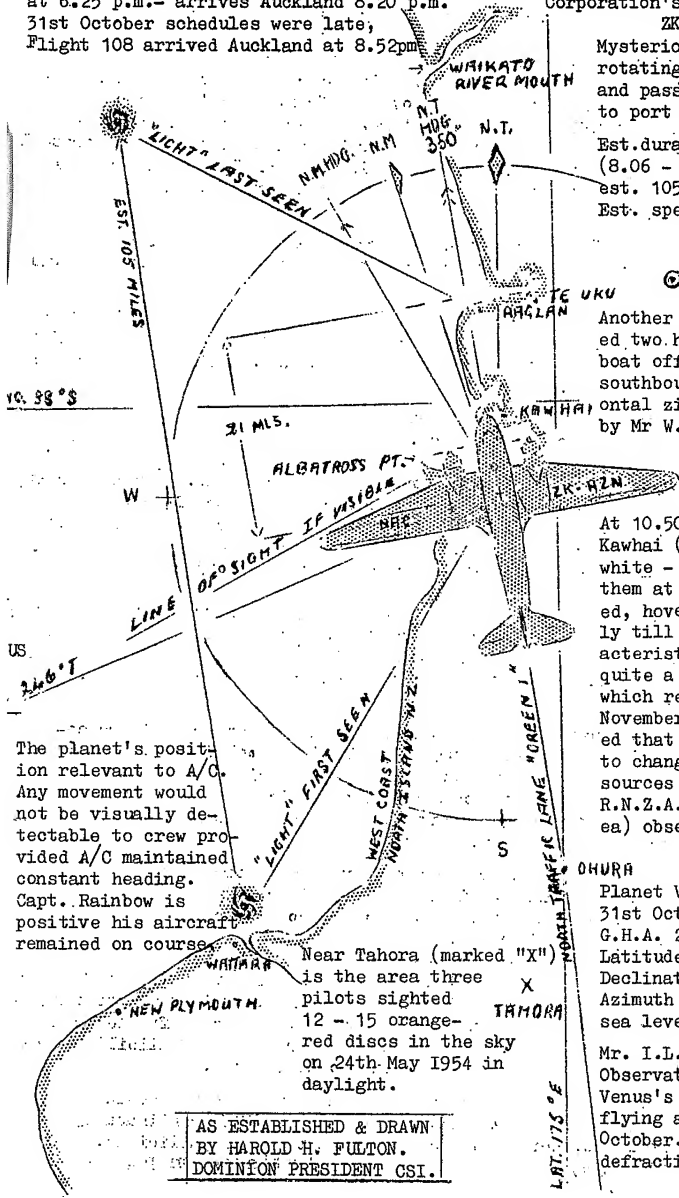 at 6.25 p.m.- arrives Auckland 8.20 p.m.
31st October schedules were late,
Flight 108 arrived Auckland at 8.52pm
Corporation's
ZK
Mysterio
rotating
and pass
to port
Est.dura
(8.06 -
est. 105
Est. spe
WAIKATO
RIVER MOUTH
"LIGHT" LAST SEEN
N.M HDG.
N.M
N.T
HDG
350°
N.T.
EST. 105 MILES
TE UKU
RAGLAN
Another
ed two h
boat off
southbou
ontal zi
by Mr W.
38°S
21 MLS.
KAWHAI
ALBATROSS PT.
W
LINE OF SIGHT IF VISIBLE
NAC
ZK-AZN
246°T
US
At 10.50
Kawhai (
white -
them at
ed, hove
ly till
acterist
quite a
which re
November
ed that
to chang
sources
R.N.Z.A.
ea) obse
The planet's posit-
ion relevant to A/C.
Any movement would
not be visually de-
tectable to crew pro-
vided A/C maintained
constant heading.
Capt. Rainbow is
positive his aircraft
remained on course.
"LIGHT" FIRST SEEN
WEST COAST
NORTH ISLAND N.Z.
S
NORTH TRAFFIC LANE "GREEN 1"
OHURA
Planet V
31st Oct
G.H.A. 2
Latitude
Declinat
Azimuth
sea leve
WAITARA
NEW PLYMOUTH.
Near Tahora (marked "X")
is the area three
pilots sighted
12 - 15 orange-
red discs in the sky
on 24th May 1954 in
daylight.
X
TAHORA
Mr. I.L.
Observat
Venus's
flying a
October.
defracti
LAT. 175°E
AS ESTABLISHED & DRAWN
BY HAROLD H. FULTON.
DOMINION PRESIDENT CSI.